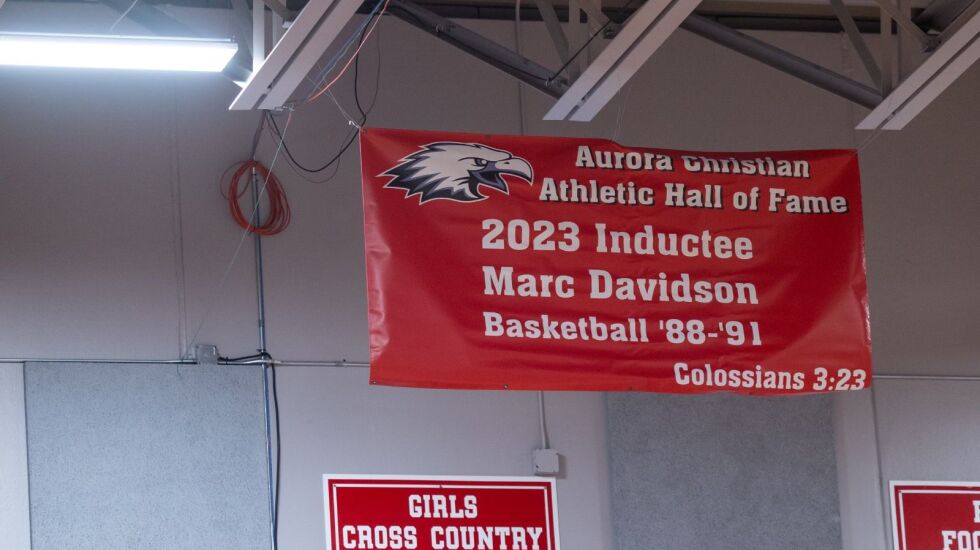 Aurora Christian
Athletic Hall of Fame
2023 Inductee
Marc Davidson
Basketball '88-'91
Colossians 3:23
GIRLS
CROSS COUNTRY